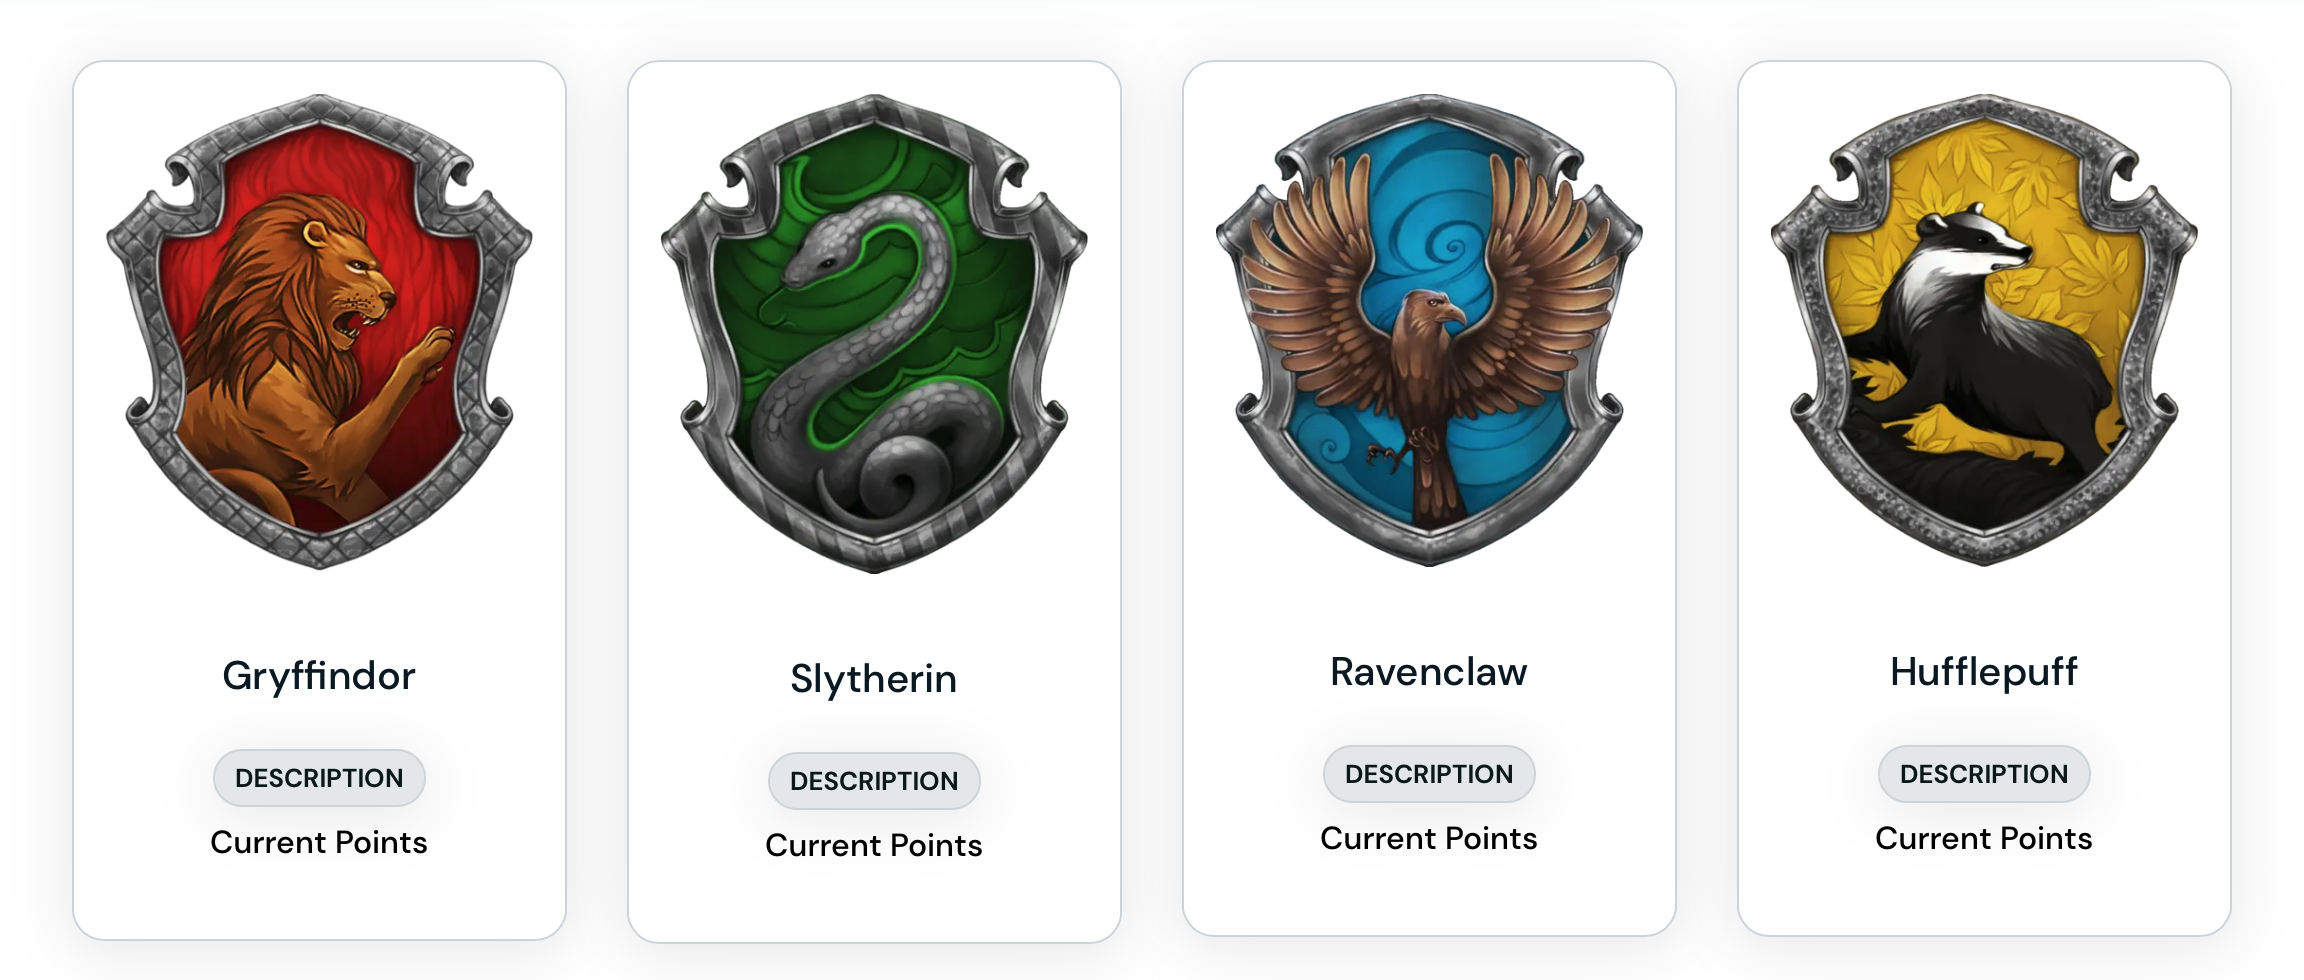 Gryffindor
DESCRIPTION
Current Points
Slytherin
DESCRIPTION
Current Points
Ravenclaw
DESCRIPTION
Current Points
Hufflepuff
DESCRIPTION
Current Points